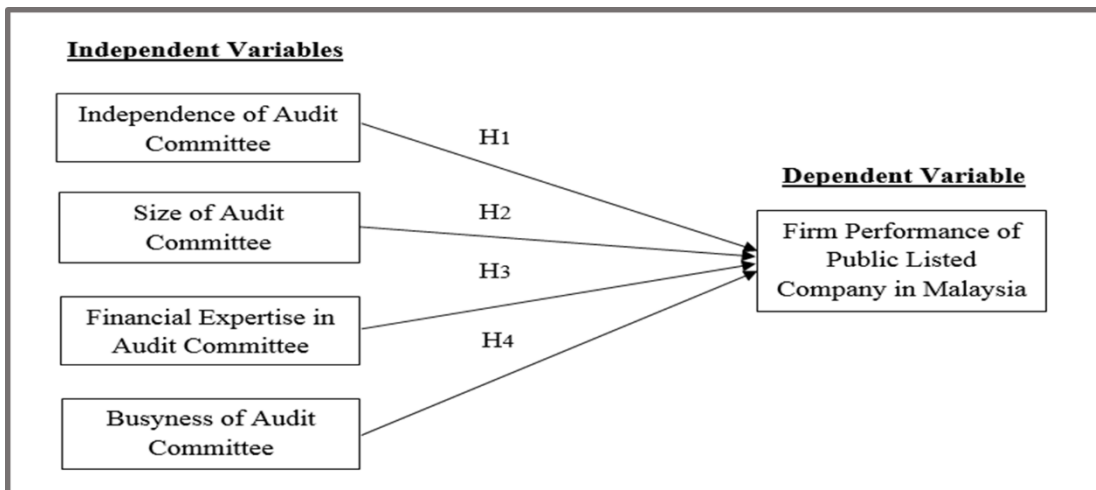 Independent Variables
Independence of Audit
Committee
H1
Size of Audit
Committee
H2
Financial Expertise in
Audit Committee
H3
Busyness of Audit
Committee
H4
Dependent Variable
Firm Performance of
Public Listed
Company in Malaysia